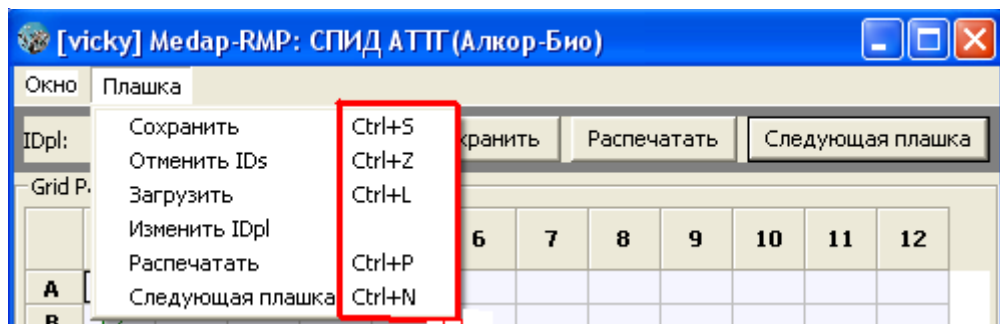 [vicky] Medap-RMP: СПИД АТТГ (Алкор-Био)
Окно Плашка
IDpl: хранить Распечатать Следующая плашка
Сохранить Ctrl+S
Отменить IDs Ctrl+Z
Загрузить Ctrl+L
Изменить IDpl
Распечатать Ctrl+P
Следующая плашка Ctrl+N
Grid P
6 7 8 9 10 11 12
A
B